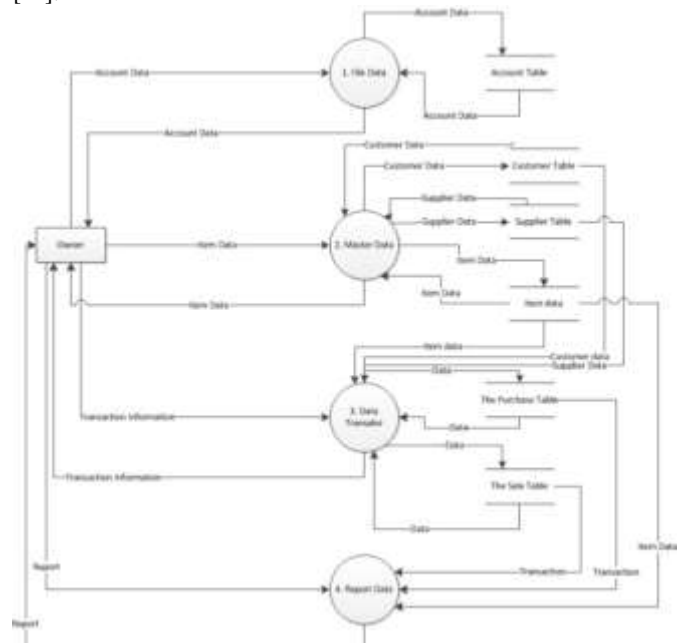 Account Data
Account Data
1. File Data
Account Table
Account Data
Account Data
Customer Data
Customer Data
Customer Table
Supplier Data
Supplier Data
Supplier Table
Owner
Item Data
2. Master Data
Item Data
Item Data
Item Data
Item data
Item data
Customer data
Supplier Data
Data
Transaction Information
3. Data
The Purchase Table
Data
Data
Transaction Information
The Sale Table
Data
Item Data
Report
Transaction
Transaction
4. Report Data
Report